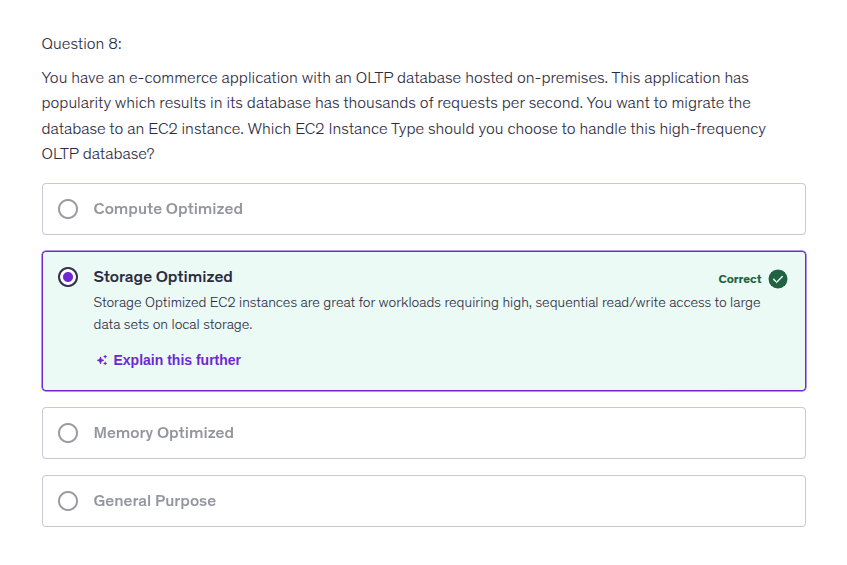 Question 8:
You have an e-commerce application with an OLTP database hosted on-premises. This application has
popularity which results in its database has thousands of requests per second. You want to migrate the
database to an EC2 instance. Which EC2 Instance Type should you choose to handle this high-frequency
OLTP database?
Compute Optimized
Storage Optimized
Correct
Storage Optimized EC2 instances are great for workloads requiring high, sequential read/write access to large
data sets on local storage.
Explain this further
Memory Optimized
General Purpose